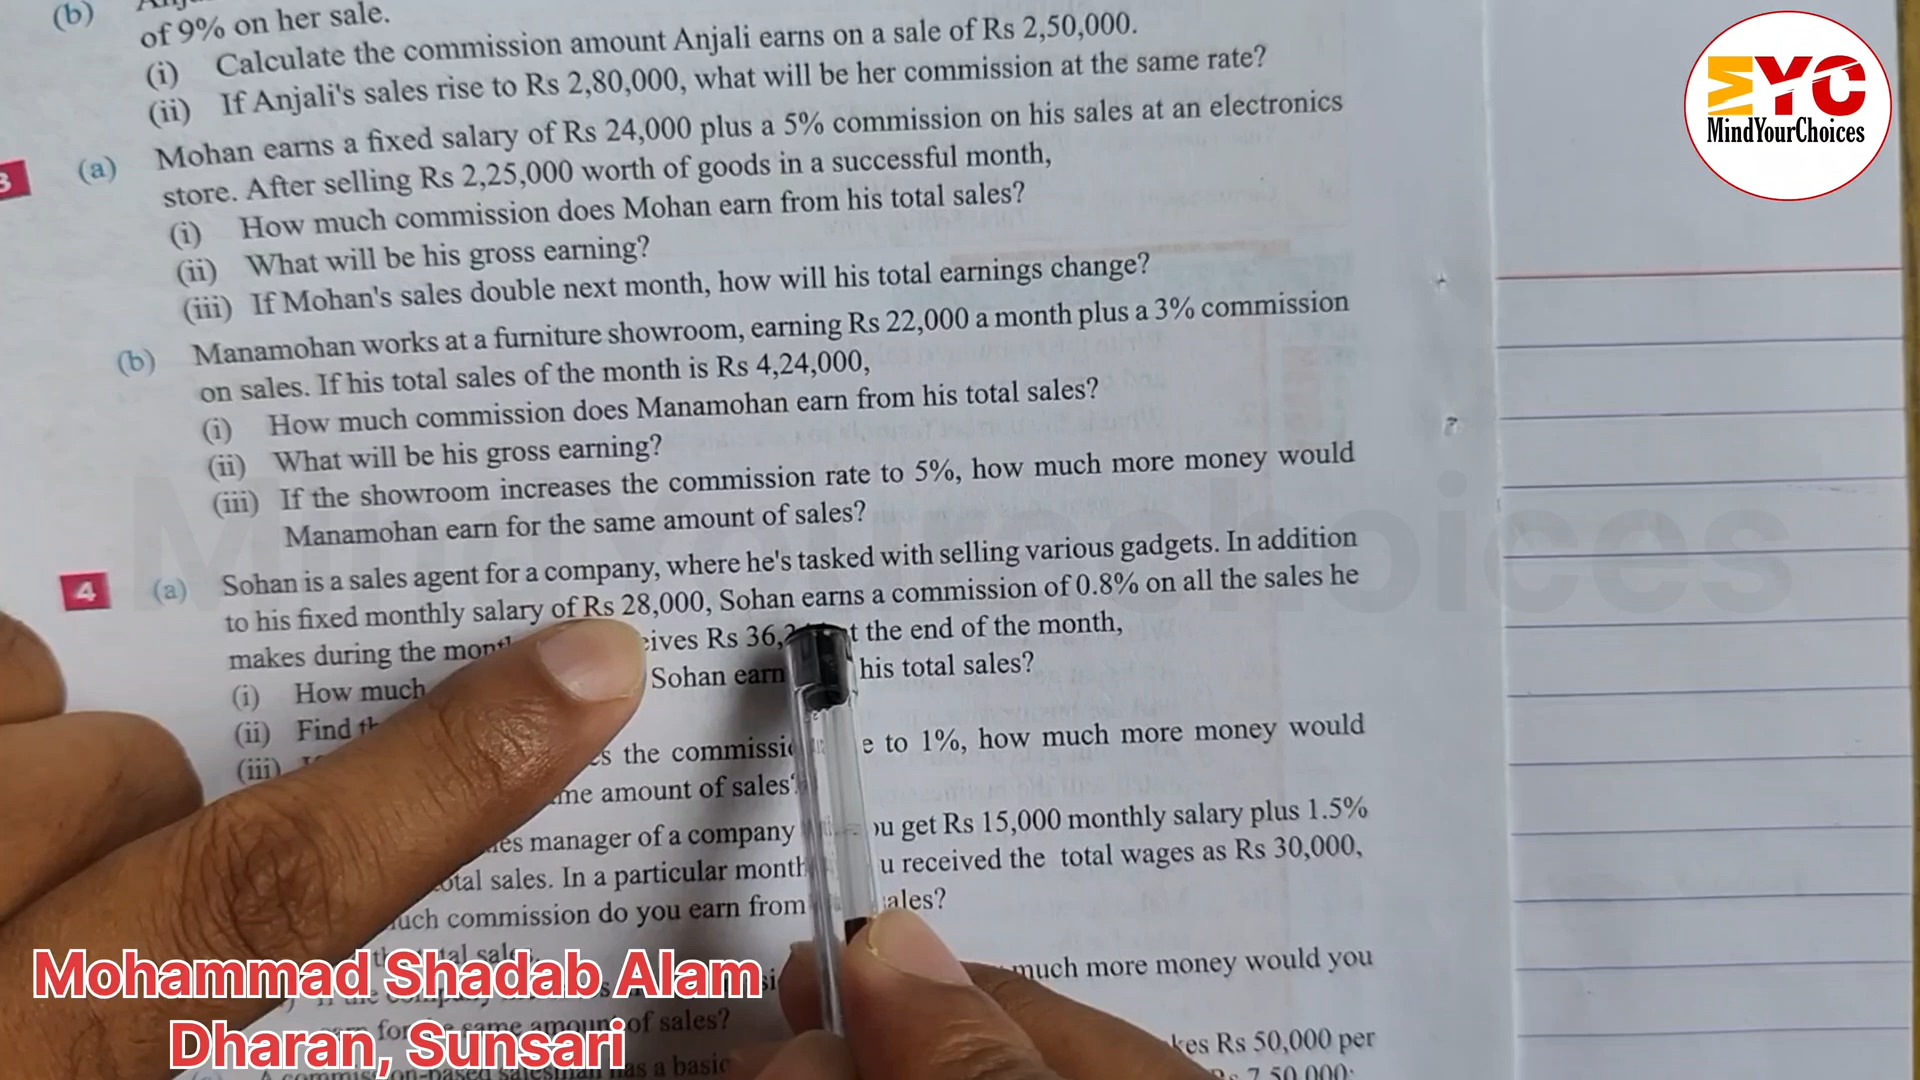 (b)
of 9% on her sale.
(i) Calculate the commission amount Anjali earns on a sale of Rs 2,50,000.
(ii) If Anjali's sales rise to Rs 2,80,000, what will be her commission at the same rate?
3 (a) Mohan earns a fixed salary of Rs 24,000 plus a 5% commission on his sales at an electronics
store. After selling Rs 2,25,000 worth of goods in a successful month,
(i) How much commission does Mohan earn from his total sales?
(ii) What will be his gross earning?
(iii) If Mohan's sales double next month, how will his total earnings change?
(b) Manamohan works at a furniture showroom, earning Rs 22,000 a month plus a 3% commission
on sales. If his total sales of the month is Rs 4,24,000,
(i) How much commission does Manamohan earn from his total sales?
(ii) What will be his gross earning?
(iii) If the showroom increases the commission rate to 5%, how much more money would
Manamohan earn for the same amount of sales?
4 (a) Sohan is a sales agent for a company, where he's tasked with selling various gadgets. In addition
to his fixed monthly salary of Rs 28,000, Sohan earns a commission of 0.8% on all the sales he
makes during the Rs the end of the month,
(i) How much Sohan earn his total sales?
(ii) Find
(iii) the to 1%, how much more money would
amount of sales?
manager of a company get Rs 15,000 monthly salary plus 1.5%
sales. In a particular month received the total wages as Rs 30,000,
commission do you earn from
much more money would you
for same amount of sales?
Rs 50,000 per
a basic
7,50,000;
MYC
MindYourChoices
Mohammad Shadab Alam
Dharan, Sunsari